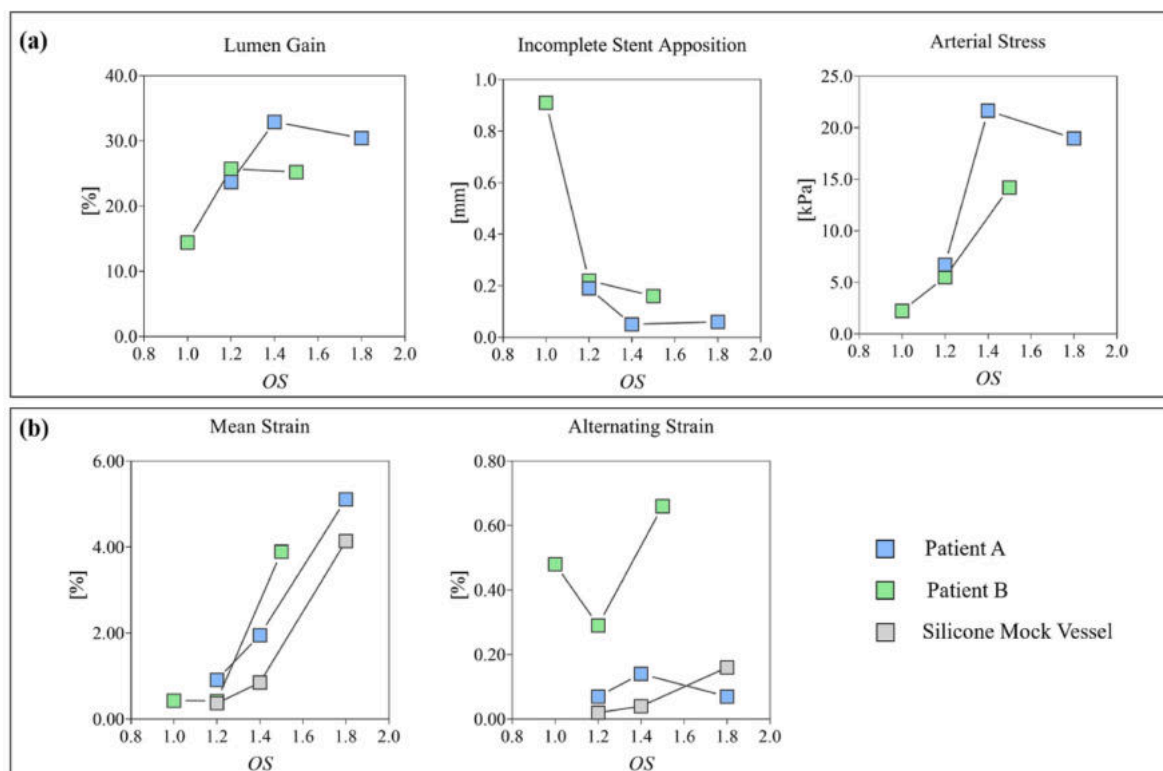 (a)
Lumen Gain
40.0
30.0
20.0
10.0
0.0
[%]
0.8 1.0 1.2 1.4 1.6 1.8 2.0
OS
Incomplete Stent Apposition
1.0
0.8
0.6
0.4
0.2
0.0
[mm]
0.8 1.0 1.2 1.4 1.6 1.8 2.0
OS
Arterial Stress
25.0
20.0
15.0
10.0
5.0
0.0
[kPa]
0.8 1.0 1.2 1.4 1.6 1.8 2.0
OS
(b)
Mean Strain
6.00
4.00
2.00
0.00
[%]
0.8 1.0 1.2 1.4 1.6 1.8 2.0
OS
Alternating Strain
0.80
0.60
0.40
0.20
0.00
[%]
0.8 1.0 1.2 1.4 1.6 1.8 2.0
OS
Patient A
Patient B
Silicone Mock Vessel